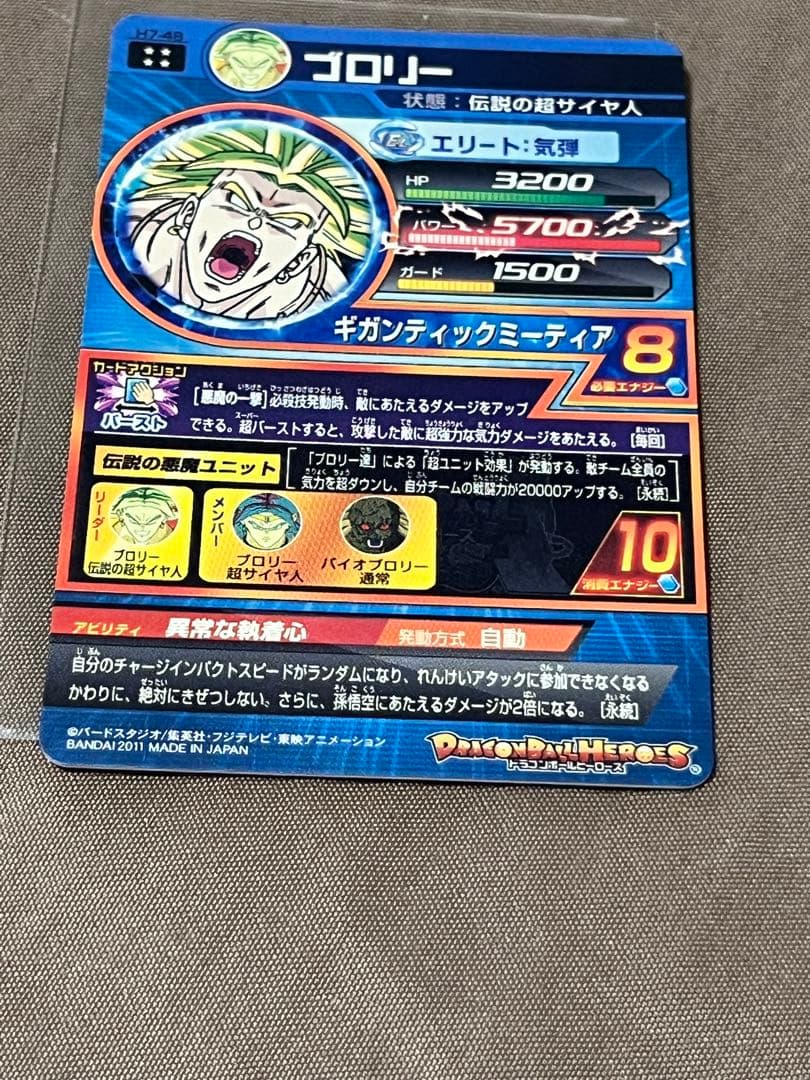 H7-48
ブロリー
状態：伝説の超サイヤ人
エリート：気弾
HP 3200
パワー 5700
ガード 1500
ギガンティックミーティア 8
必要エナジー
カードアクション
バースト
[悪魔の一撃] 必殺技発動時、敵にあたえるダメージをアップ
できる。超バーストすると、攻撃した敵に超強力な気力ダメージをあたえる。 [毎回]
伝説の悪魔ユニット
「ブロリー達」による「超ユニット効果」が発動する。敵チーム全員の
気力を超ダウンし、自分チームの戦闘力が20000アップする。 [永続]
リーダー
ブロリー
伝説の超サイヤ人
メンバー
ブロリー
超サイヤ人
バイオブロリー
通常
10
消費エナジー
アビリティ 異常な執着心 発動方式 自動
自分のチャージインパクトスピードがランダムになり、れんけいアタックに参加できなくなる
かわりに、絶対にきぜつしない。さらに、孫悟空にあたえるダメージが2倍になる。 [永続]
©バードスタジオ/集英社・フジテレビ・東映アニメーション
BANDAI 2011 MADE IN JAPAN
DRAGONBALL HEROES
ドラゴンボールヒーローズ